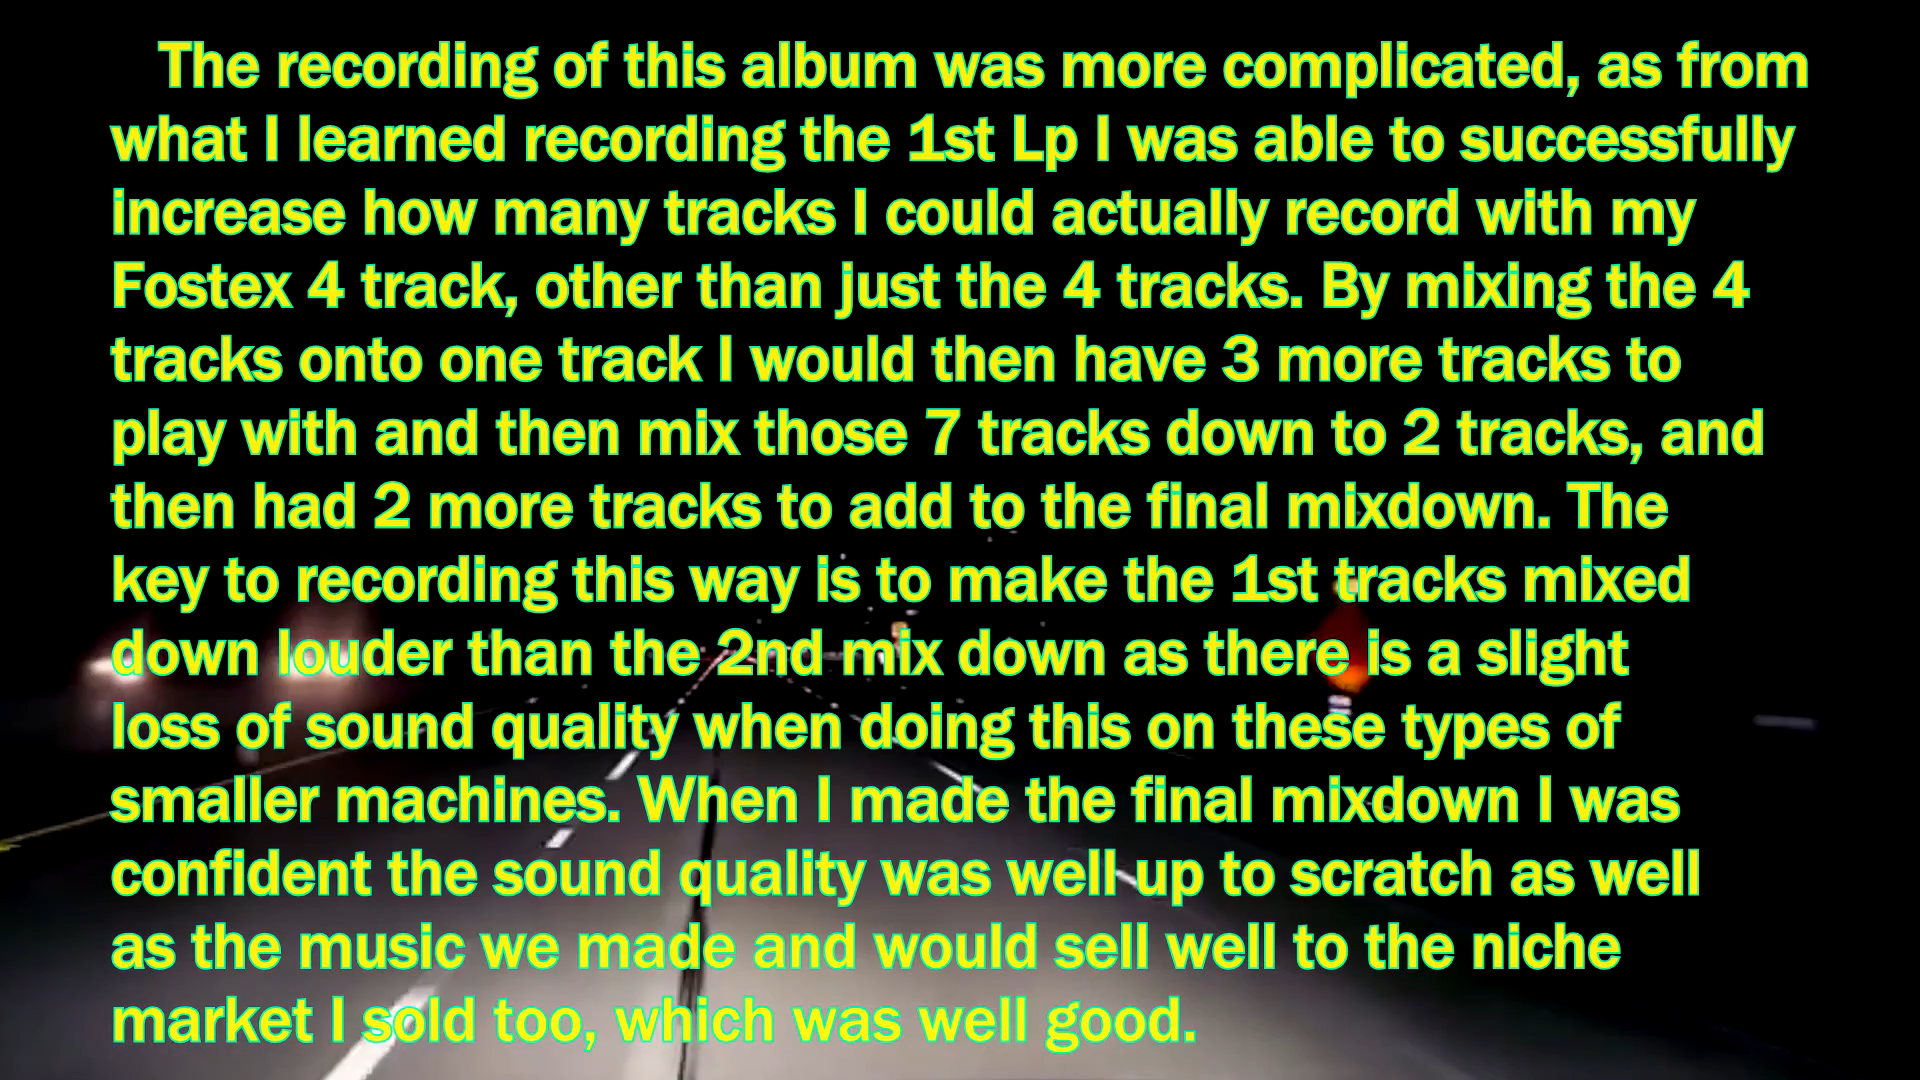 The recording of this album was more complicated, as from
what I learned recording the 1st Lp I was able to successfully
increase how many tracks I could actually record with my
Fostex 4 track, other than just the 4 tracks. By mixing the 4
tracks onto one track I would then have 3 more tracks to
play with and then mix those 7 tracks down to 2 tracks, and
then had 2 more tracks to add to the final mixdown. The
key to recording this way is to make the 1st tracks mixed
down louder than the 2nd mix down as there is a slight
loss of sound quality when doing this on these types of
smaller machines. When I made the final mixdown I was
confident the sound quality was well up to scratch as well
as the music we made and would sell well to the niche
market I sold too, which was well good.